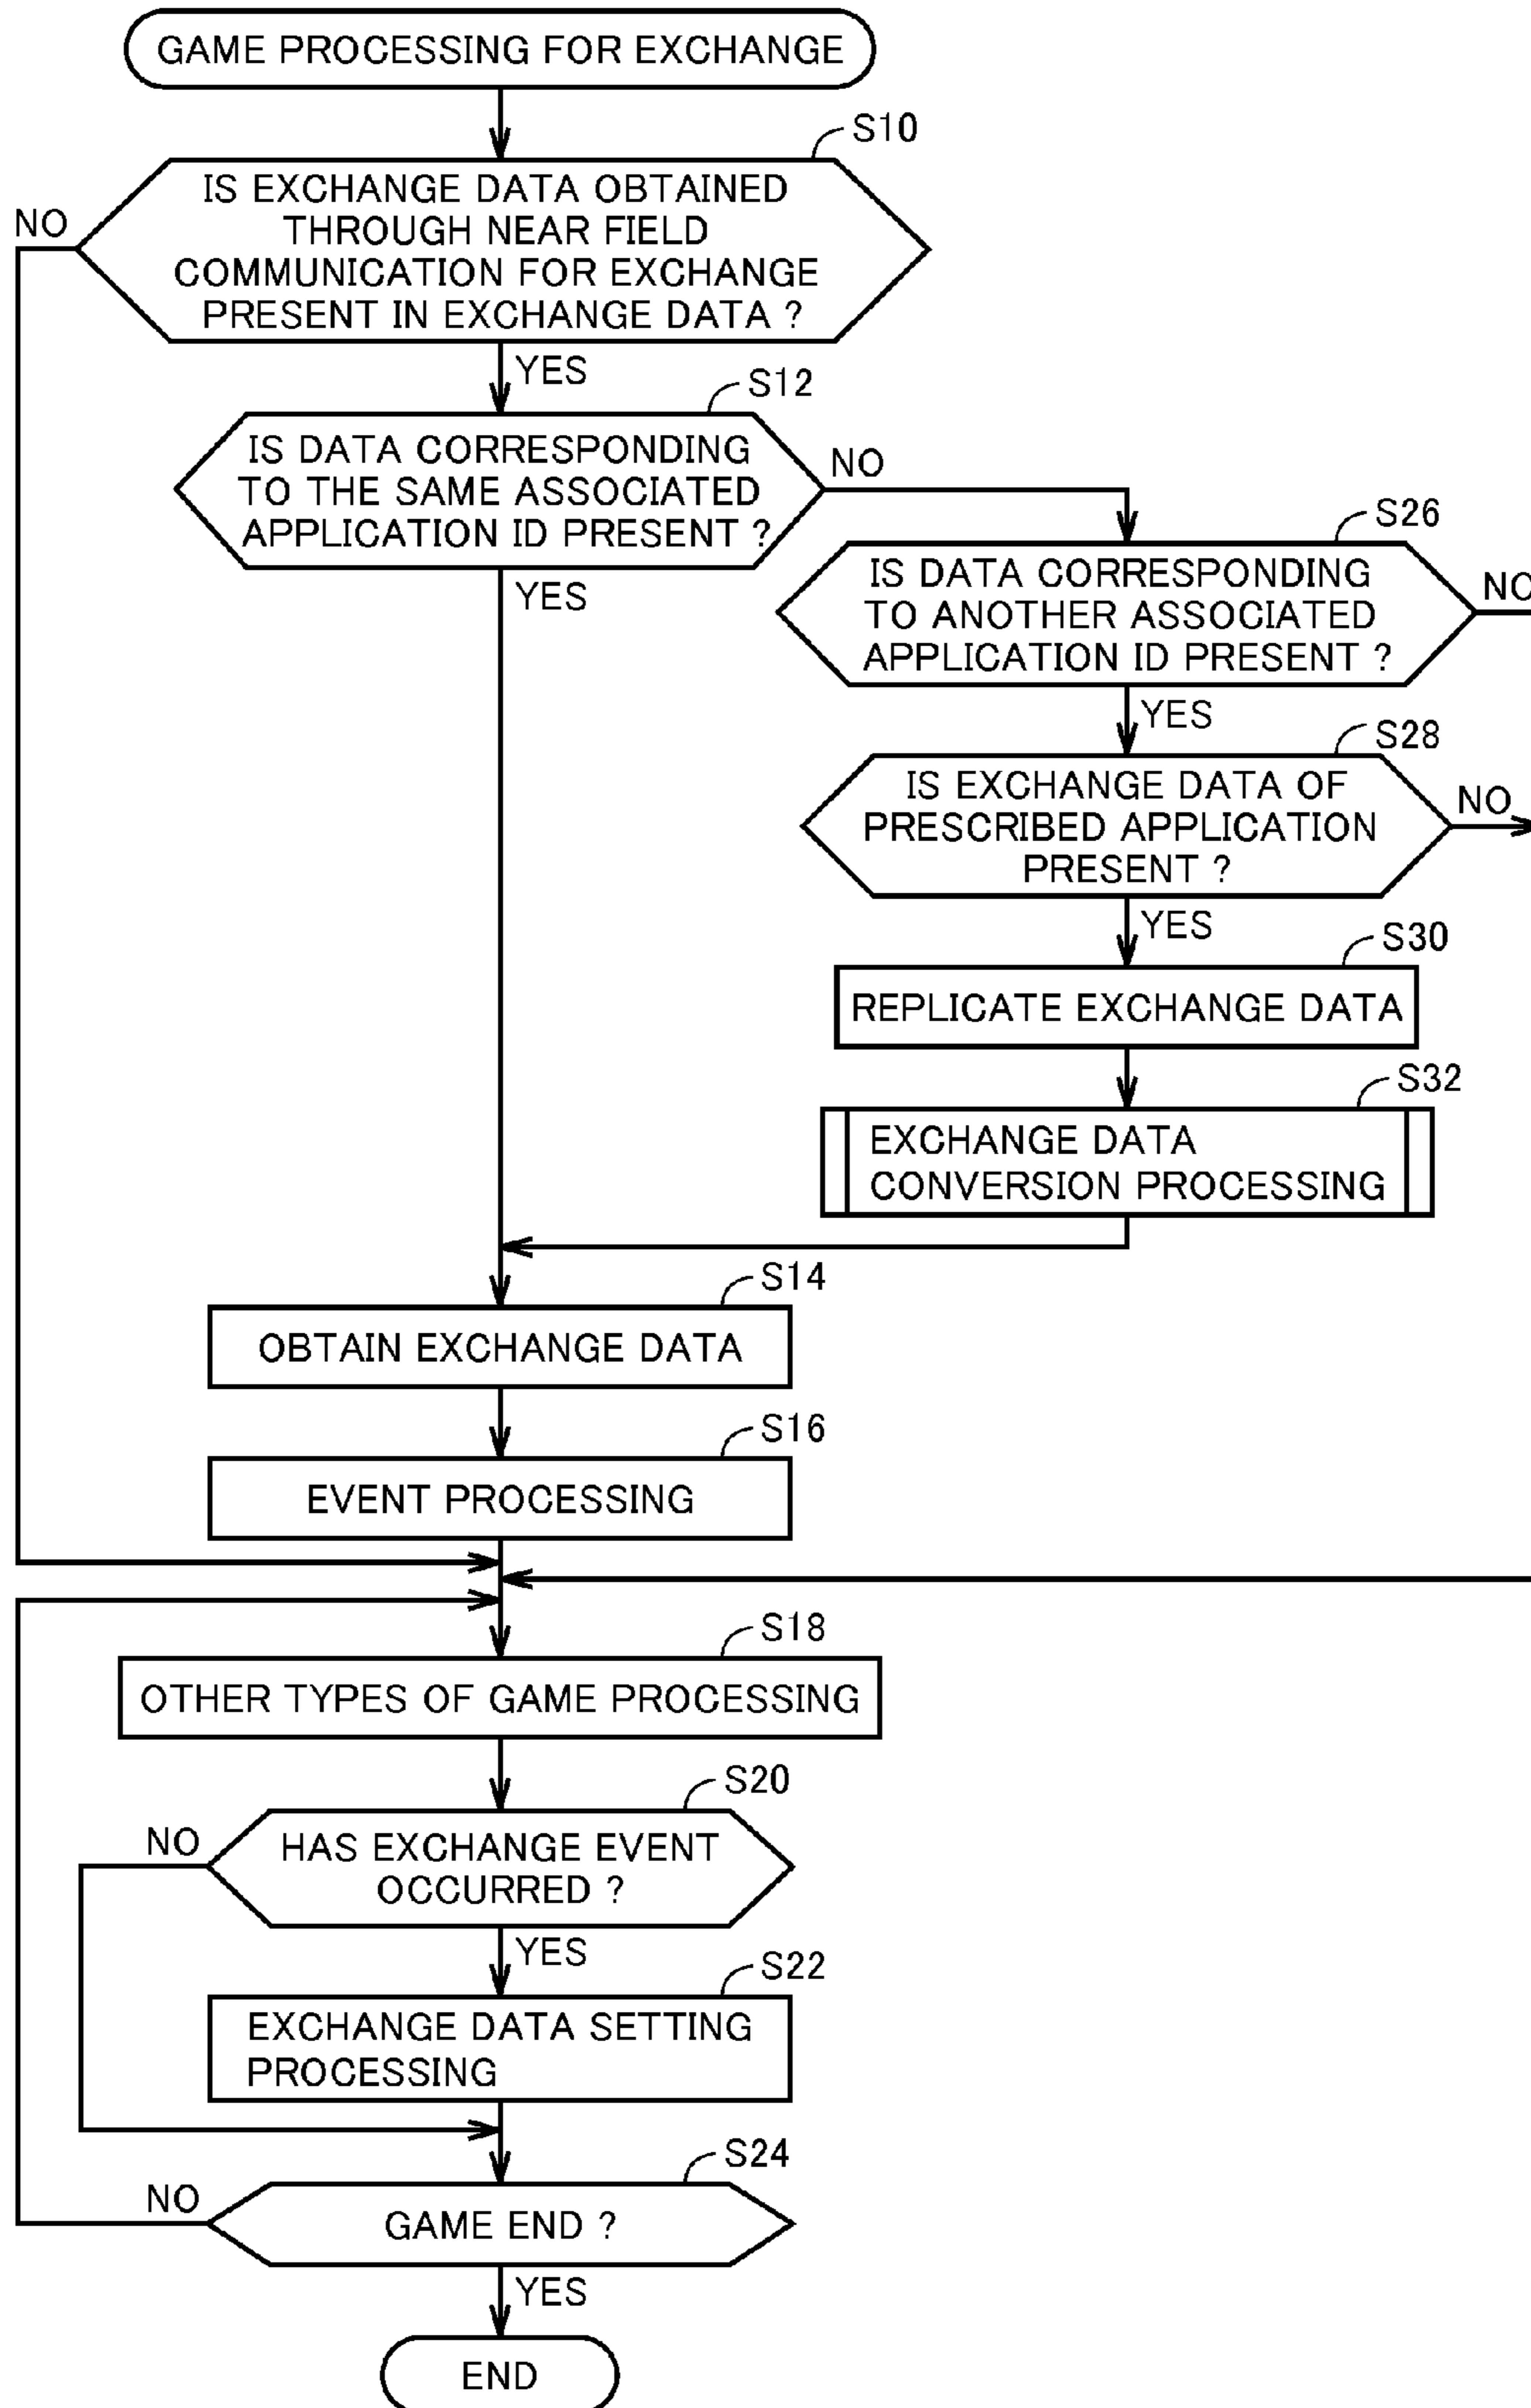 GAME PROCESSING FOR EXCHANGE
S10
IS EXCHANGE DATA OBTAINED
THROUGH NEAR FIELD
COMMUNICATION FOR EXCHANGE
PRESENT IN EXCHANGE DATA ?
NO
YES
S12
IS DATA CORRESPONDING
TO THE SAME ASSOCIATED
APPLICATION ID PRESENT ?
NO
YES
S26
IS DATA CORRESPONDING
TO ANOTHER ASSOCIATED
APPLICATION ID PRESENT ?
NO
YES
S28
IS EXCHANGE DATA OF
PRESCRIBED APPLICATION
PRESENT ?
NO
YES
S30
REPLICATE EXCHANGE DATA
S32
EXCHANGE DATA
CONVERSION PROCESSING
S14
OBTAIN EXCHANGE DATA
S16
EVENT PROCESSING
S18
OTHER TYPES OF GAME PROCESSING
S20
HAS EXCHANGE EVENT
OCCURRED ?
NO
YES
S22
EXCHANGE DATA SETTING
PROCESSING
S24
GAME END ?
NO
YES
END